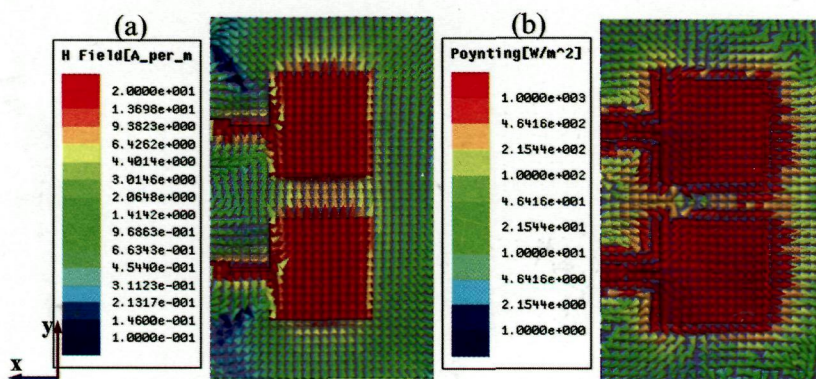 (a)
H Field[A_per_m
2.0000e+001
1.3698e+001
9.3823e+000
6.4262e+000
4.4014e+000
3.0146e+000
2.0648e+000
1.4142e+000
9.6863e-001
6.6343e-001
4.5440e-001
3.1123e-001
2.1317e-001
1.4600e-001
1.0000e-001
y
x
(b)
Poynting[W/m^2]
1.0000e+003
4.6416e+002
2.1544e+002
1.0000e+002
4.6416e+001
2.1544e+001
1.0000e+001
4.6416e+000
2.1544e+000
1.0000e+000